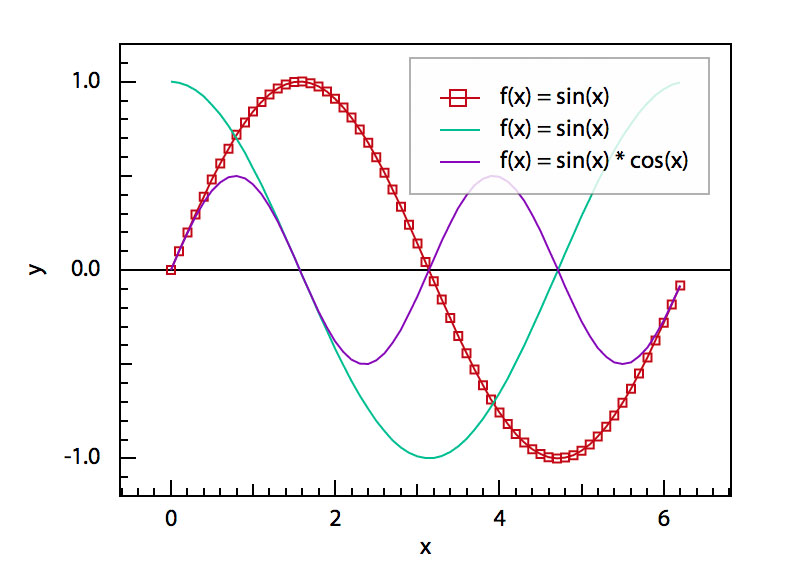 1.0
0.0
-1.0
y
f(x) = sin(x)
f(x) = sin(x)
f(x) = sin(x) * cos(x)
0 2 4 6
x